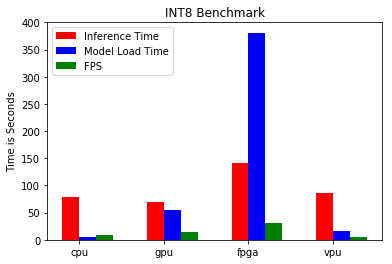 INT8 Benchmark
Inference Time
Model Load Time
FPS
Time is Seconds
400
350
300
250
200
150
100
50
0
cpu gpu fpga vpu